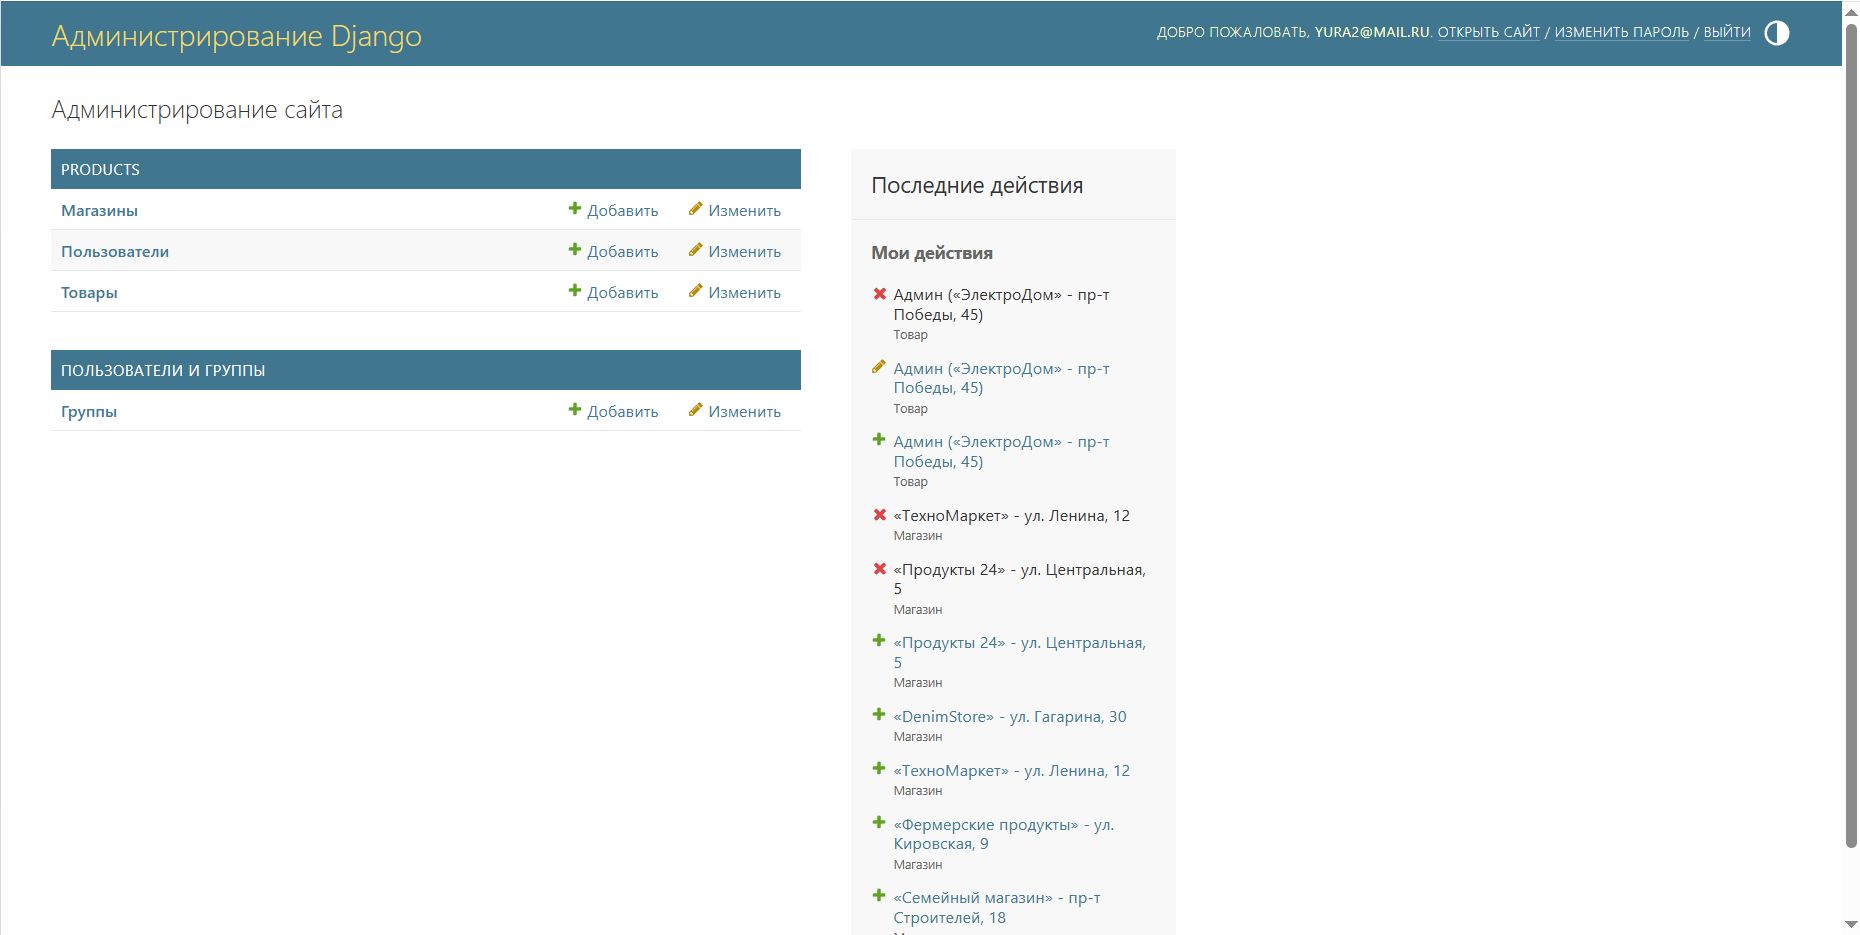 Администрирование Django
ДОБРО ПОЖАЛОВАТЬ, YURA2@MAIL.RU. ОТКРЫТЬ САЙТ / ИЗМЕНИТЬ ПАРОЛЬ / ВЫЙТИ
Администрирование сайта
PRODUCTS
Магазины Добавить Изменить
Пользователи Добавить Изменить
Товары Добавить Изменить
ПОЛЬЗОВАТЕЛИ И ГРУППЫ
Группы Добавить Изменить
Последние действия
Мои действия
Админ («ЭлектроДом» - пр-т
Победы, 45)
Товар
Админ («ЭлектроДом» - пр-т
Победы, 45)
Товар
Админ («ЭлектроДом» - пр-т
Победы, 45)
Товар
«ТехноМаркет» - ул. Ленина, 12
Магазин
«Продукты 24» - ул. Центральная,
5
Магазин
«Продукты 24» - ул. Центральная,
5
Магазин
«DenimStore» - ул. Гагарина, 30
Магазин
«ТехноМаркет» - ул. Ленина, 12
Магазин
«Фермерские продукты» - ул.
Кировская, 9
Магазин
«Семейный магазин» - пр-т
Строителей, 18